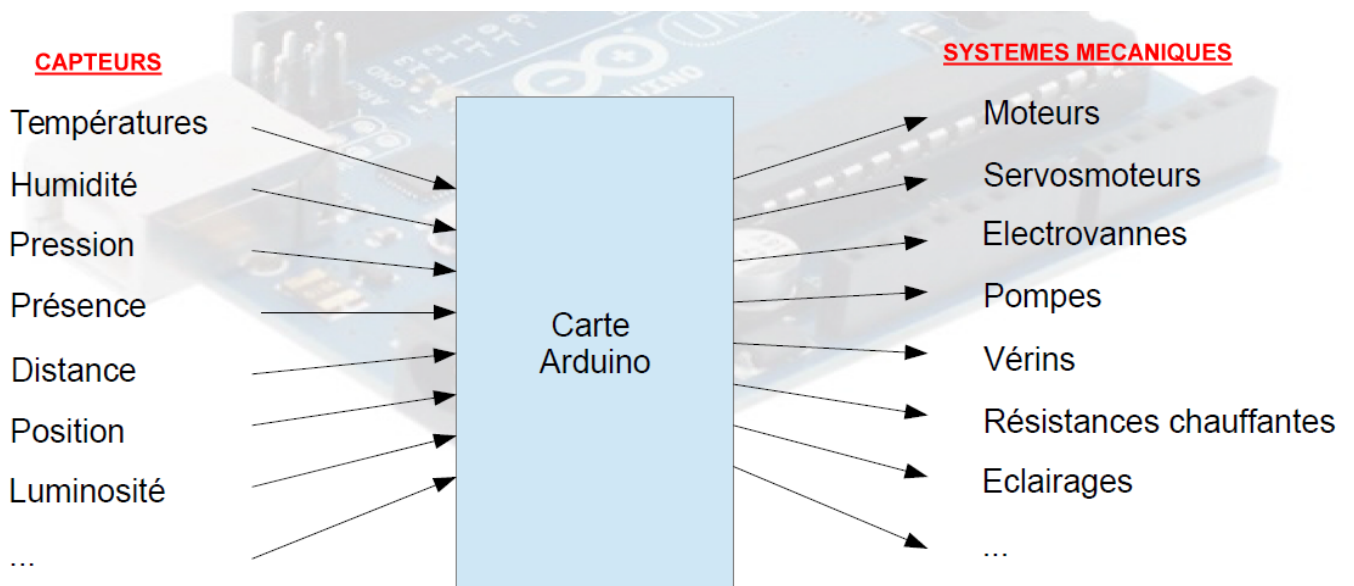 CAPTEURS
Températures
Humidité
Pression
Présence
Distance
Position
Luminosité
...
Carte
Arduino
SYSTEMES MECANIQUES
Moteurs
Servosmoteurs
Electrovannes
Pompes
Vérins
Résistances chauffantes
Eclairages
...